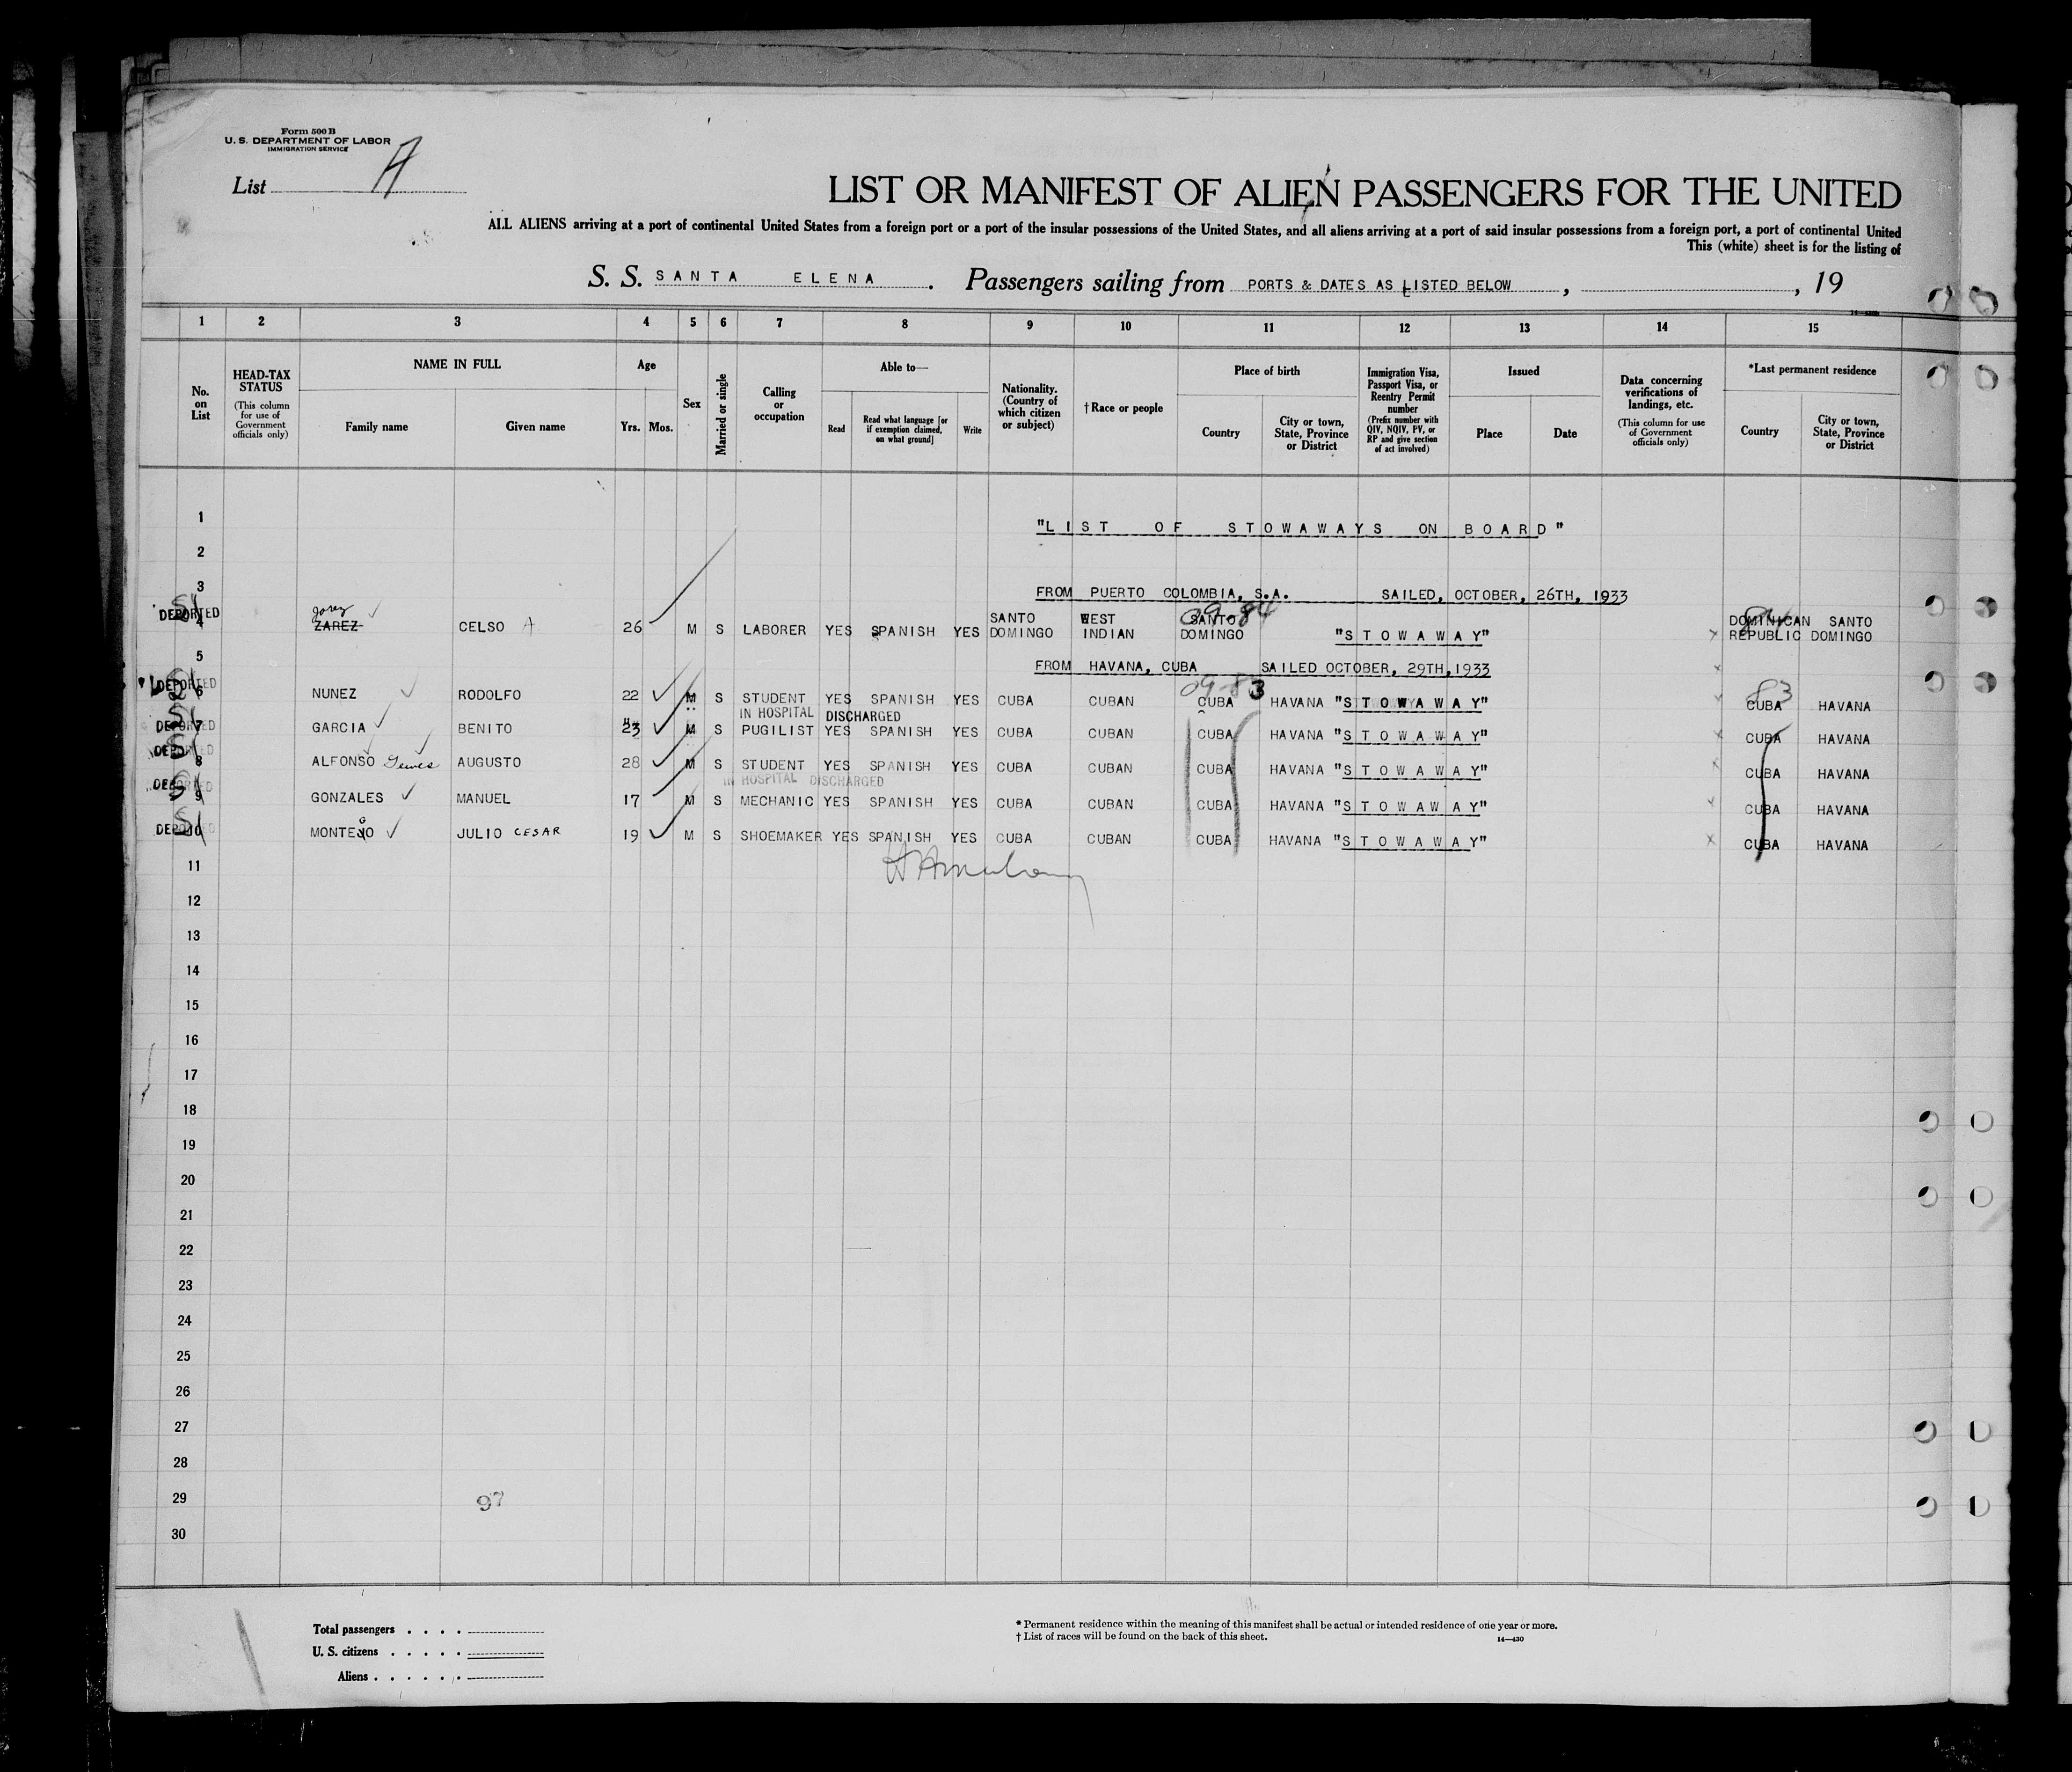 Form 500 B
U. S. DEPARTMENT OF LABOR
IMMIGRATION SERVICE
List A
LIST OR MANIFEST OF ALIEN PASSENGERS FOR THE UNITED
ALL ALIENS arriving at a port of continental United States from a foreign port or a port of the insular possessions of the United States, and all aliens arriving at a port of said insular possessions from a foreign port, a port of continental United
This (white) sheet is for the listing of
S. S. SANTA ELENA. Passengers sailing from PORTS & DATES AS LISTED BELOW, , 19
14—430b
1 2 3 4 5 6 7 8 9 10 11 12 13 14 15
No. on List
HEAD-TAX STATUS (This column for use of Government officials only)
NAME IN FULL
Family name Given name
Age
Yrs. Mos.
Sex
Married or single
Calling or occupation
Able to—
Read
Read what language [or if exemption claimed, on what ground]
Write
Nationality. (Country of which citizen or subject)
†Race or people
Place of birth
Country
City or town, State, Province or District
Immigration Visa, Passport Visa, or Reentry Permit number (Prefix number with QIV, NQIV, PV, or RP and give section of act involved)
Issued
Place Date
Data concerning verifications of landings, etc. (This column for use of Government officials only)
*Last permanent residence
Country
City or town, State, Province or District
1 "LIST OF STOWAWAYS ON BOARD"
2
3 FROM PUERTO COLOMBIA, S.A. SAILED, OCTOBER, 26TH, 1933
DEPORTED 4 ZAREZ CELSO A 26 M S LABORER YES SPANISH YES SANTO DOMINGO WEST INDIAN SANTO DOMINGO 09-84 "STOWAWAY" DOMINICAN REPUBLIC SANTO DOMINGO
5 FROM HAVANA, CUBA SAILED OCTOBER, 29TH, 1933
DEPORTED 6 NUNEZ RODOLFO 22 M S STUDENT YES SPANISH YES CUBA CUBAN 09-83 CUBA HAVANA "STOWAWAY" 83 CUBA HAVANA
IN HOSPITAL DISCHARGED
DEPORTED 7 GARCIA BENITO 23 M S PUGILIST YES SPANISH YES CUBA CUBAN CUBA HAVANA "STOWAWAY" CUBA HAVANA
DEPORTED 8 ALFONSO AUGUSTO 28 M S STUDENT YES SPANISH YES CUBA CUBAN CUBA HAVANA "STOWAWAY" CUBA HAVANA
IN HOSPITAL DISCHARGED
DEPORTED 9 GONZALES MANUEL 17 M S MECHANIC YES SPANISH YES CUBA CUBAN CUBA HAVANA "STOWAWAY" CUBA HAVANA
DEPORTED 10 JULIO CESAR 19 M S SHOEMAKER YES SPANISH YES CUBA CUBAN CUBA HAVANA "STOWAWAY" CUBA HAVANA
11
12
13
14
15
16
17
18
19
20
21
22
23
24
25
26
27
28
29 97
30
Total passengers . . . .
U. S. citizens . . . . .
Aliens . . . . . .
* Permanent residence within the meaning of this manifest shall be actual or intended residence of one year or more.
† List of races will be found on the back of this sheet.
14—430